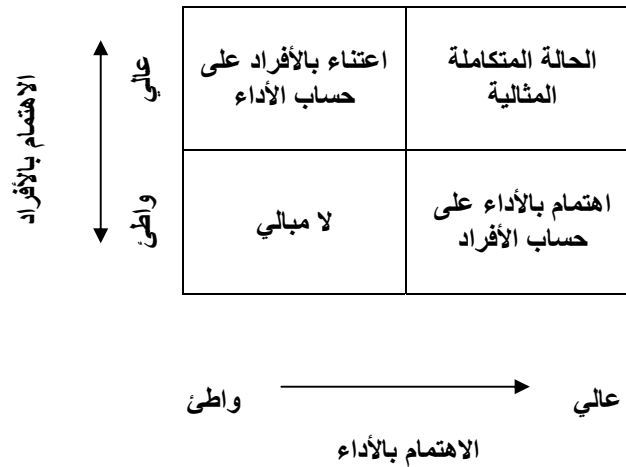 الحالة المتكاملة
المثالية
اعتناء بالأفراد على
حساب الأداء
عالي
الاهتمام بالأفراد
اهتمام بالأداء على
حساب الأفراد
لا مبالي
واطئ
عالي
واطئ
الاهتمام بالأداء